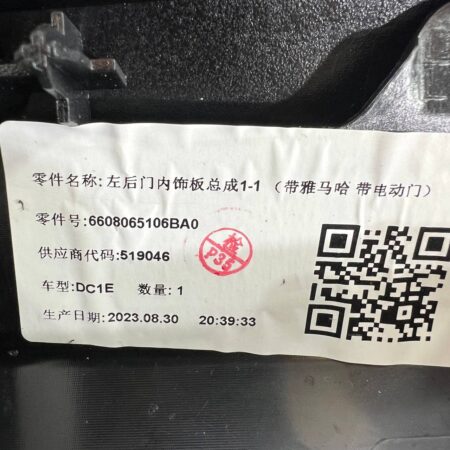 零件名称:左后门内饰板总成1-1 （带雅马哈 带电动门）
零件号:6608065106BA0
供应商代码:519046
检
P35
车型:DC1E 数量:1
生产日期:2023.08.30 20:39:33